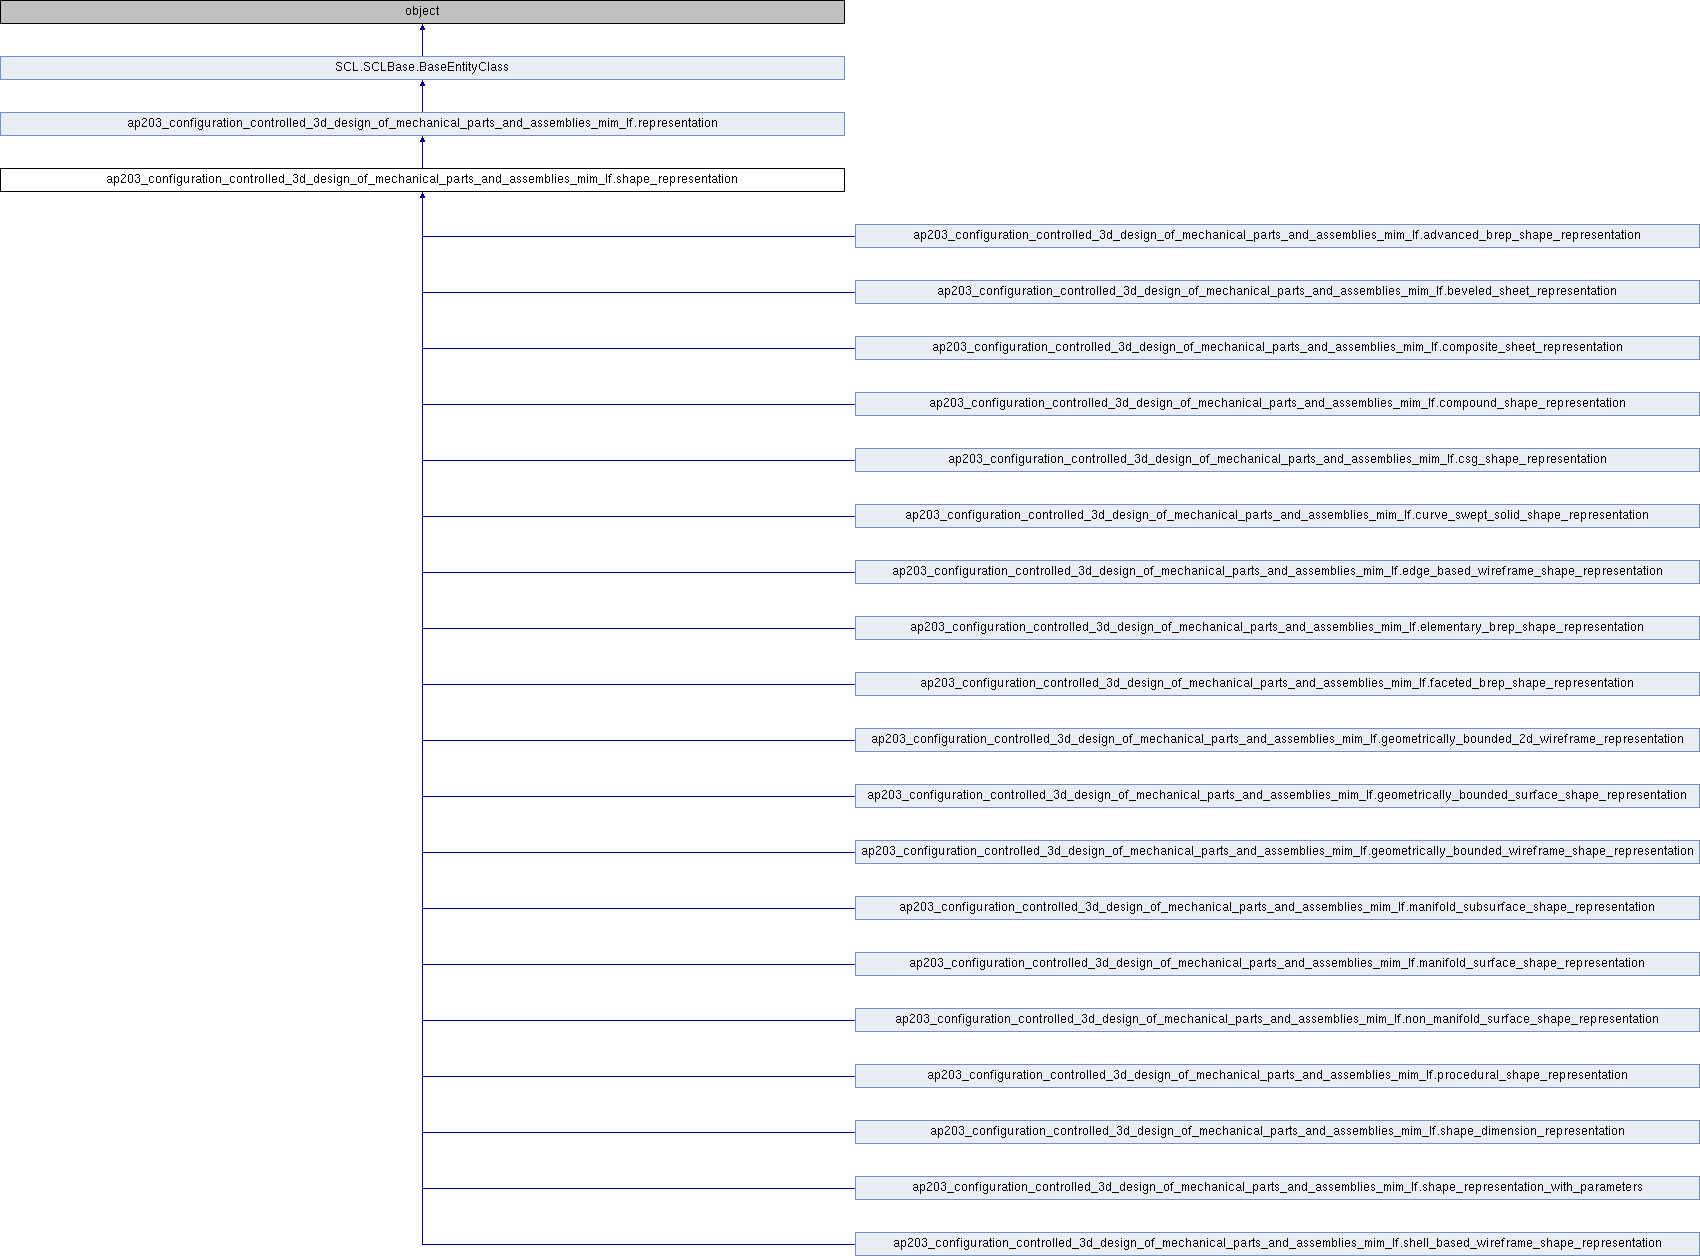 object
SCL.SCLBase.BaseEntityClass
ap203_configuration_controlled_3d_design_of_mechanical_parts_and_assemblies_mim_lf.representation
ap203_configuration_controlled_3d_design_of_mechanical_parts_and_assemblies_mim_lf.shape_representation
ap203_configuration_controlled_3d_design_of_mechanical_parts_and_assemblies_mim_lf.advanced_brep_shape_representation
ap203_configuration_controlled_3d_design_of_mechanical_parts_and_assemblies_mim_lf.beveled_sheet_representation
ap203_configuration_controlled_3d_design_of_mechanical_parts_and_assemblies_mim_lf.composite_sheet_representation
ap203_configuration_controlled_3d_design_of_mechanical_parts_and_assemblies_mim_lf.compound_shape_representation
ap203_configuration_controlled_3d_design_of_mechanical_parts_and_assemblies_mim_lf.csg_shape_representation
ap203_configuration_controlled_3d_design_of_mechanical_parts_and_assemblies_mim_lf.curve_swept_solid_shape_representation
ap203_configuration_controlled_3d_design_of_mechanical_parts_and_assemblies_mim_lf.edge_based_wireframe_shape_representation
ap203_configuration_controlled_3d_design_of_mechanical_parts_and_assemblies_mim_lf.elementary_brep_shape_representation
ap203_configuration_controlled_3d_design_of_mechanical_parts_and_assemblies_mim_lf.faceted_brep_shape_representation
ap203_configuration_controlled_3d_design_of_mechanical_parts_and_assemblies_mim_lf.geometrically_bounded_2d_wireframe_representation
ap203_configuration_controlled_3d_design_of_mechanical_parts_and_assemblies_mim_lf.geometrically_bounded_surface_shape_representation
ap203_configuration_controlled_3d_design_of_mechanical_parts_and_assemblies_mim_lf.geometrically_bounded_wireframe_shape_representation
ap203_configuration_controlled_3d_design_of_mechanical_parts_and_assemblies_mim_lf.manifold_subsurface_shape_representation
ap203_configuration_controlled_3d_design_of_mechanical_parts_and_assemblies_mim_lf.manifold_surface_shape_representation
ap203_configuration_controlled_3d_design_of_mechanical_parts_and_assemblies_mim_lf.non_manifold_surface_shape_representation
ap203_configuration_controlled_3d_design_of_mechanical_parts_and_assemblies_mim_lf.procedural_shape_representation
ap203_configuration_controlled_3d_design_of_mechanical_parts_and_assemblies_mim_lf.shape_dimension_representation
ap203_configuration_controlled_3d_design_of_mechanical_parts_and_assemblies_mim_lf.shape_representation_with_parameters
ap203_configuration_controlled_3d_design_of_mechanical_parts_and_assemblies_mim_lf.shell_based_wireframe_shape_representation